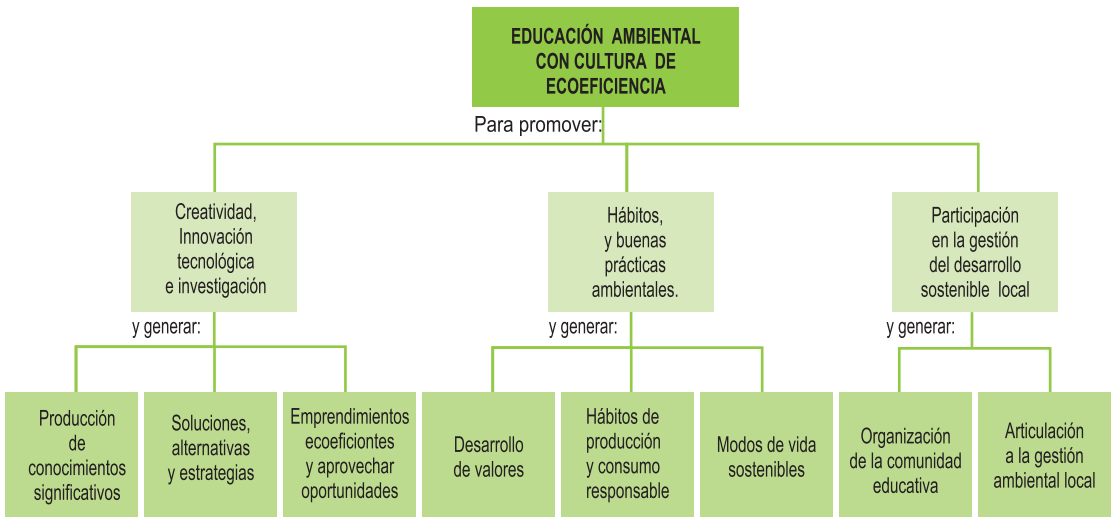 EDUCACIÓN AMBIENTAL
CON CULTURA DE
ECOEFICIENCIA
Para promover:
Creatividad,
Innovación
tecnológica
e investigación
Hábitos,
y buenas
prácticas
ambientales.
Participación
en la gestión
del desarrollo
sostenible local
y generar:
y generar:
y generar:
Producción
de
conocimientos
significativos
Soluciones,
alternativas
y estrategias
Emprendimientos
ecoeficiontes
y aprovechar
oportunidades
Desarrollo
de valores
Hábitos de
producción
y consumo
responsable
Modos de vida
sostenibles
Organización
de la comunidad
educativa
Articulación
a la gestión
ambiental local